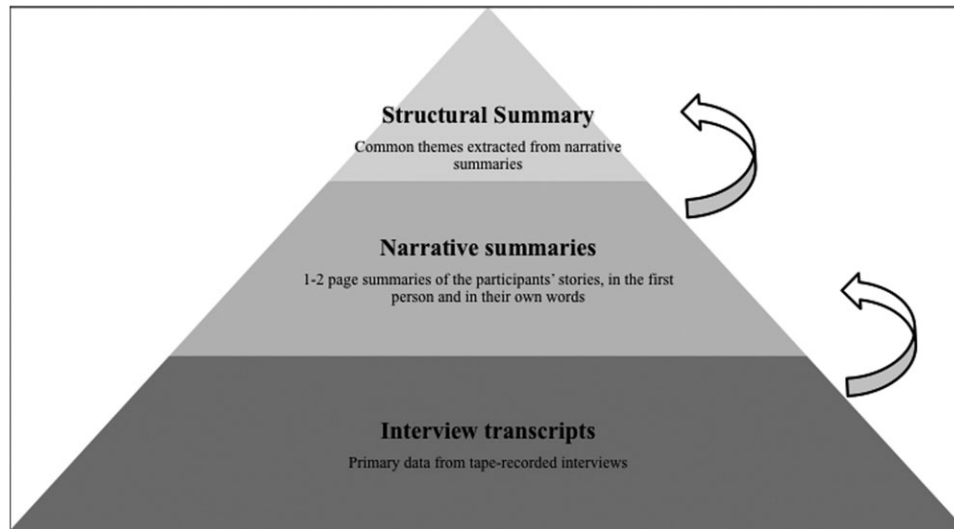 Structural Summary
Common themes extracted from narrative
summaries
Narrative summaries
1-2 page summaries of the participants’ stories, in the first
person and in their own words
Interview transcripts
Primary data from tape-recorded interviews